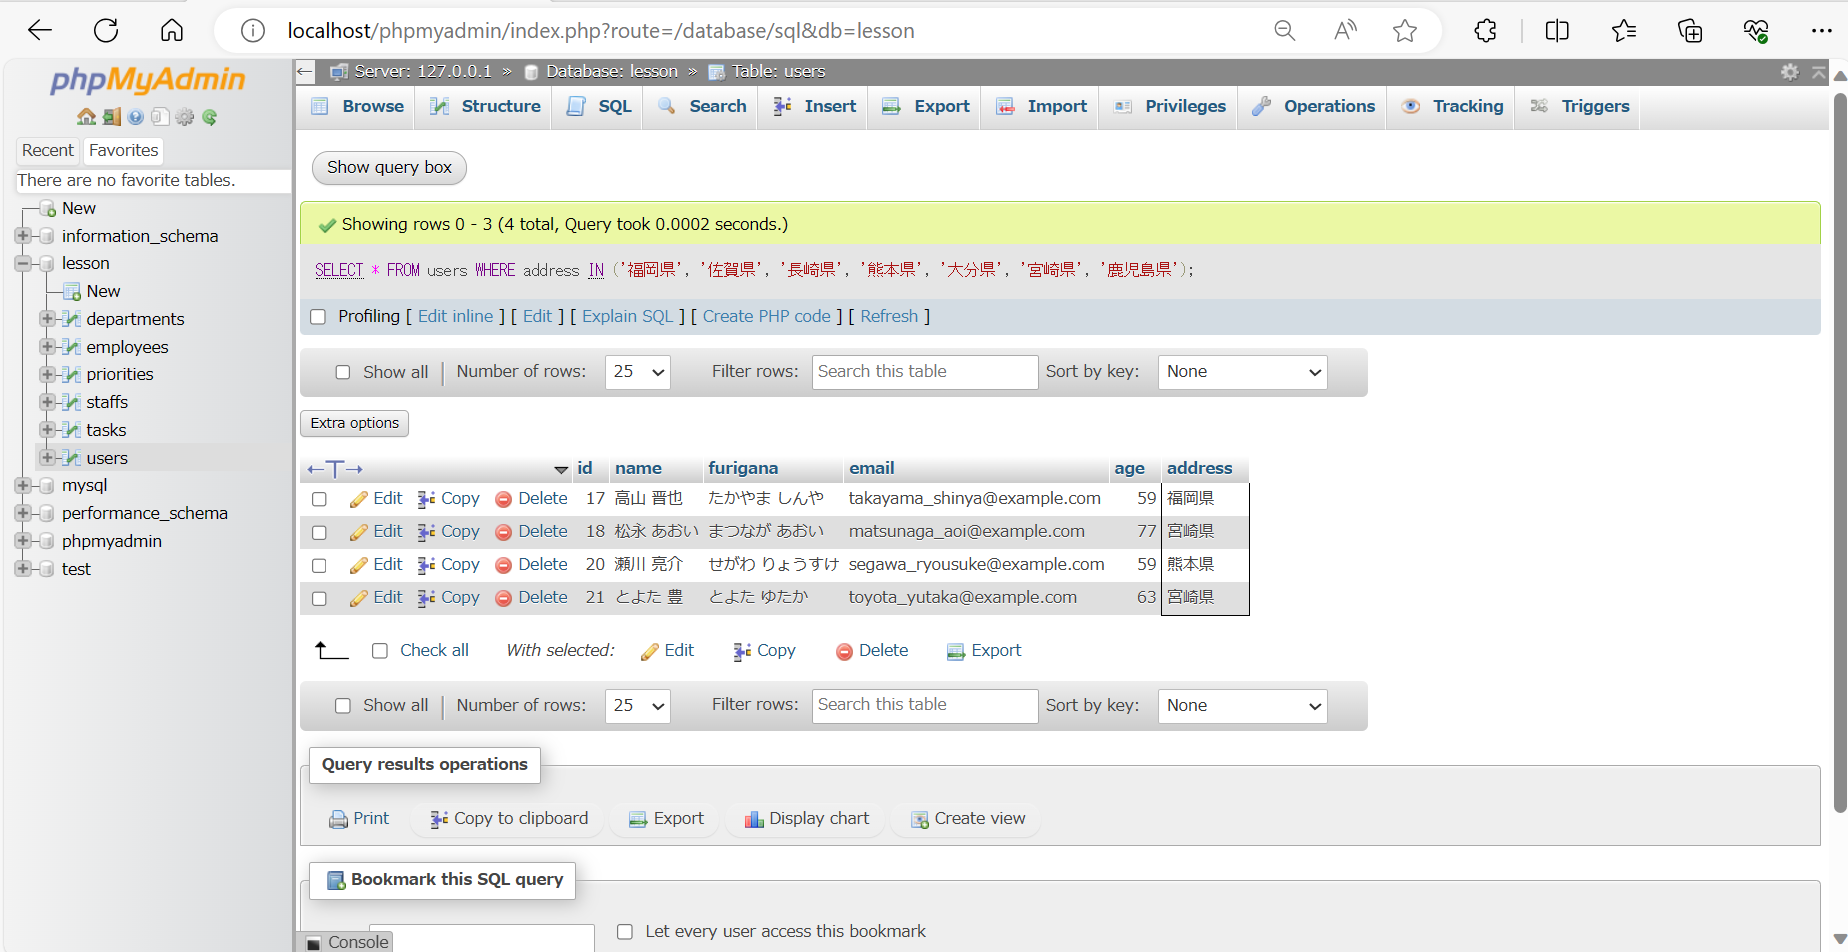 localhost/phpmyadmin/index.php?route=/database/sql&db=lesson
phpMyAdmin
Recent Favorites
There are no favorite tables.
New
information_schema
lesson
New
departments
employees
priorities
staffs
tasks
users
mysql
performance_schema
phpmyadmin
test
Server: 127.0.0.1 » Database: lesson » Table: users
Browse Structure SQL Search Insert Export Import Privileges Operations Tracking Triggers
Show query box
Showing rows 0 - 3 (4 total, Query took 0.0002 seconds.)
SELECT * FROM users WHERE address IN ('福岡県', '佐賀県', '長崎県', '熊本県', '大分県', '宮崎県', '鹿児島県');
Profiling [ Edit inline ] [ Edit ] [ Explain SQL ] [ Create PHP code ] [ Refresh ]
Show all Number of rows: 25 Filter rows: Search this table Sort by key: None
Extra options
←T→ id name furigana email age address
Edit Copy Delete 17 高山 晋也 たかやま しんや takayama_shinya@example.com 59 福岡県
Edit Copy Delete 18 松永 あおい まつなが あおい matsunaga_aoi@example.com 77 宮崎県
Edit Copy Delete 20 瀬川 亮介 せがわ りょうすけ segawa_ryousuke@example.com 59 熊本県
Edit Copy Delete 21 とよた 豊 とよた ゆたか toyota_yutaka@example.com 63 宮崎県
Check all With selected: Edit Copy Delete Export
Show all Number of rows: 25 Filter rows: Search this table Sort by key: None
Query results operations
Print Copy to clipboard Export Display chart Create view
Bookmark this SQL query
Let every user access this bookmark
Console